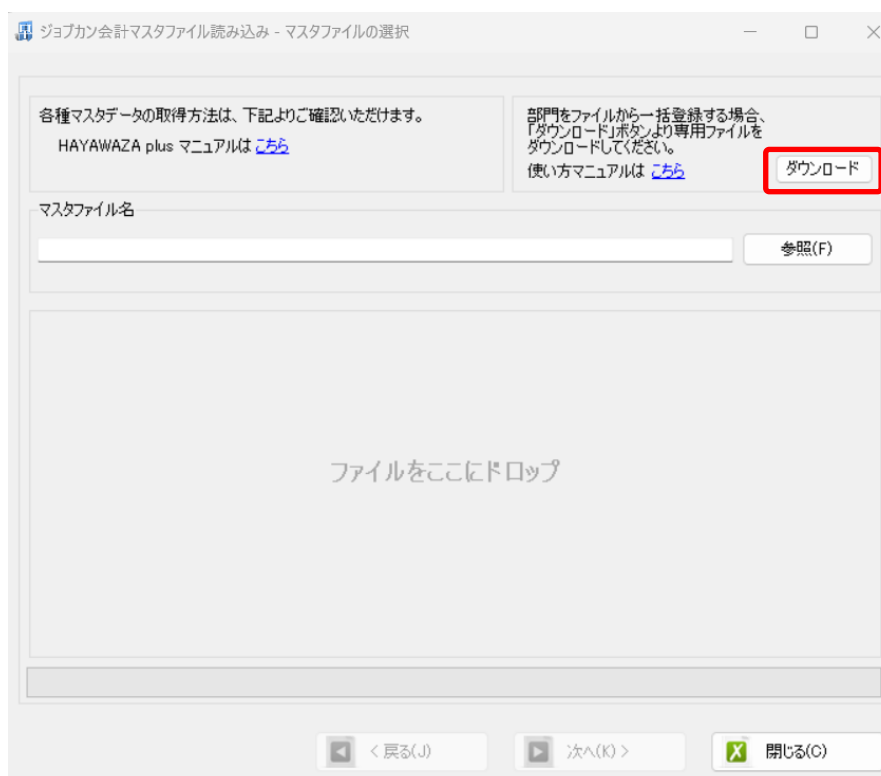 ジョブカン会計マスタファイル読み込み - マスタファイルの選択
各種マスタデータの取得方法は、下記よりご確認いただけます。
HAYAWAZA plus マニュアルは こちら
部門をファイルから一括登録する場合、
「ダウンロード」ボタンより専用ファイルを
ダウンロードしてください。
使い方マニュアルは こちら
ダウンロード
マスタファイル名
参照(F)
ファイルをここにドロップ
< 戻る(J)
次へ(K) >
閉じる(C)